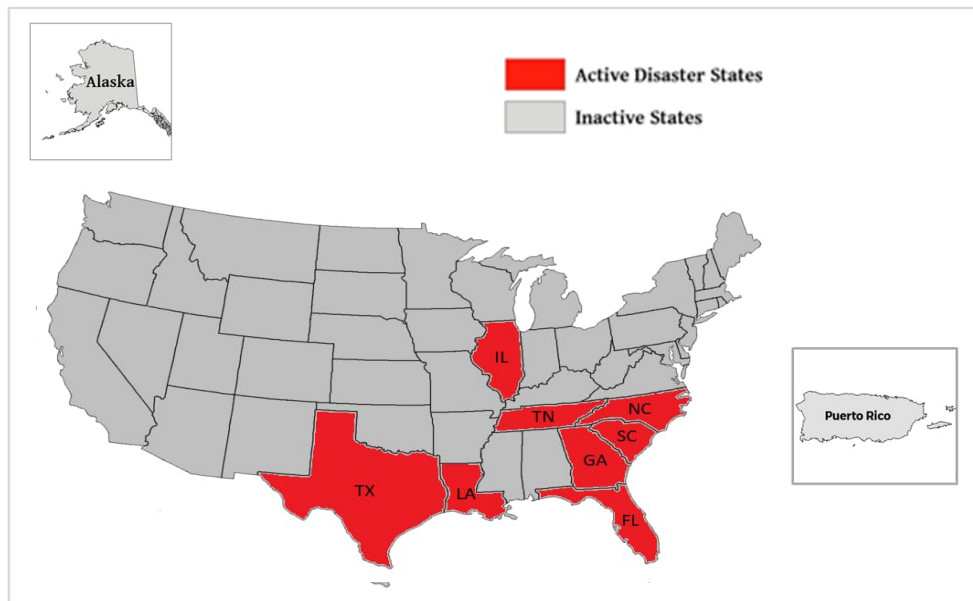 Alaska
Active Disaster States
Inactive States
IL
TN
NC
SC
GA
TX
LA
FL
Puerto Rico